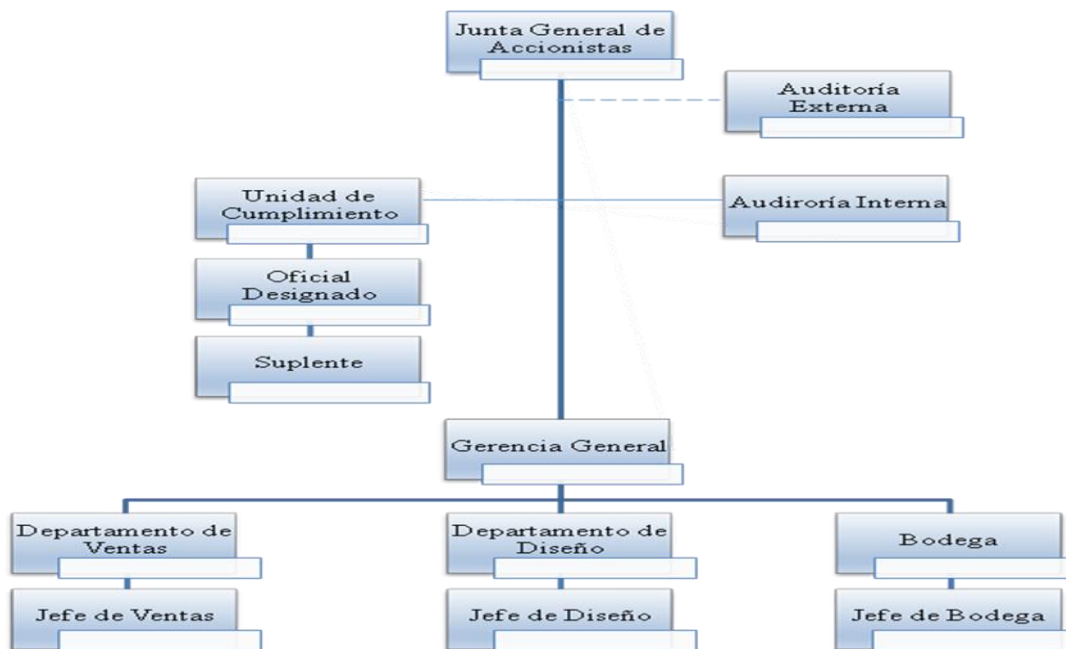 Junta General de
Accionistas
Auditoría
Externa
Unidad de
Cumplimiento
Audiroría Interna
Oficial
Designado
Suplente
Gerencia General
Departamento de
Ventas
Departamento de
Diseño
Bodega
Jefe de Ventas
Jefe de Diseño
Jefe de Bodega